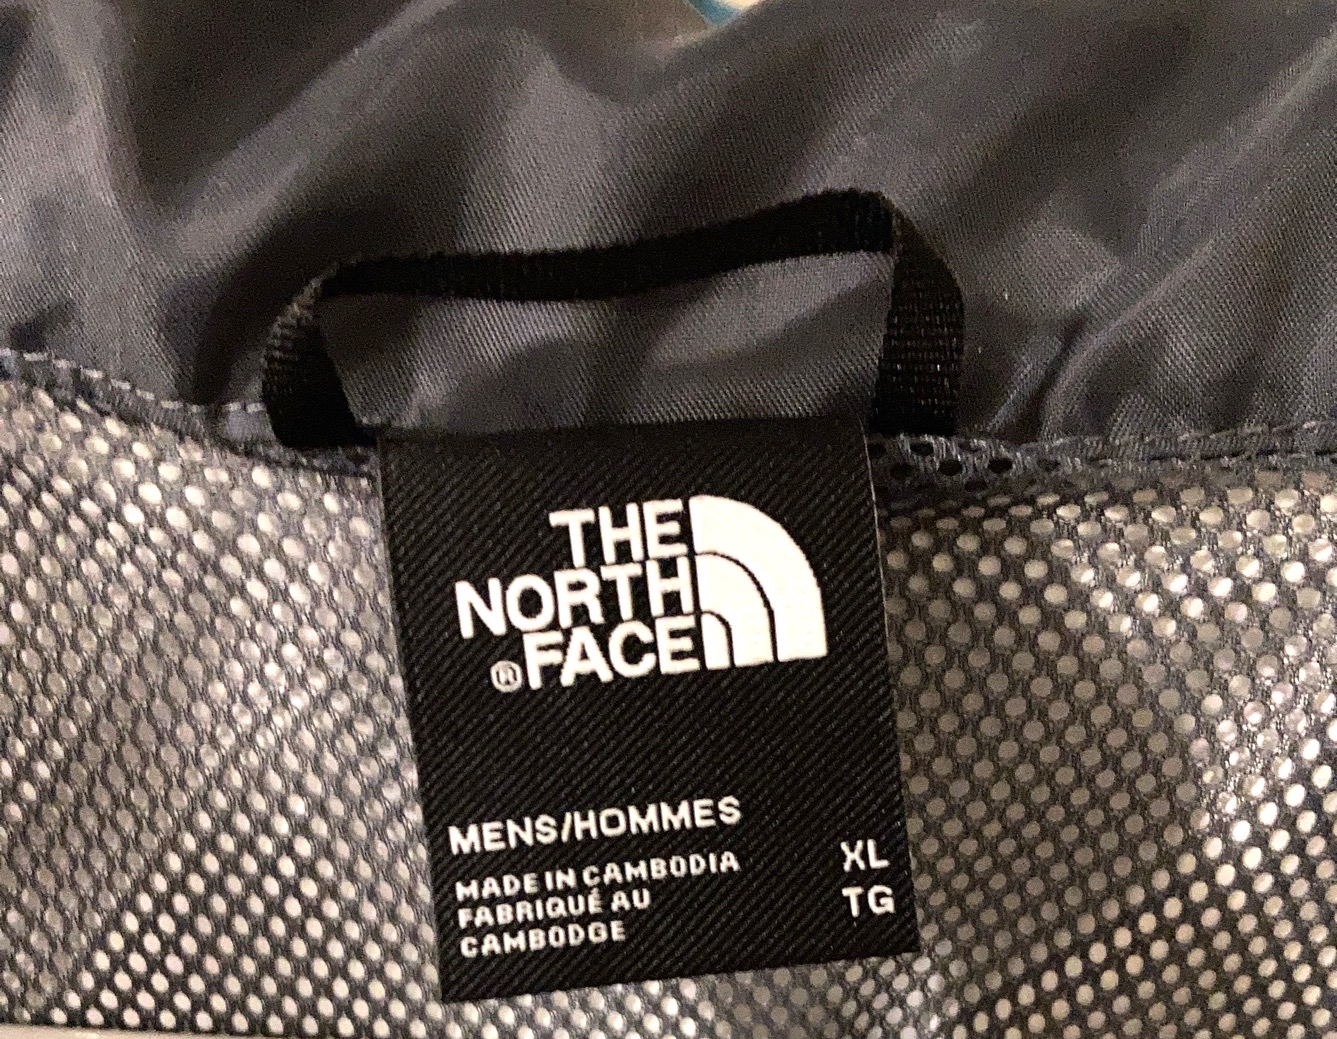 THE
NORTH
®FACE
MENS/HOMMES
MADE IN CAMBODIA
FABRIQUÉ AU
CAMBODGE
XL
TG